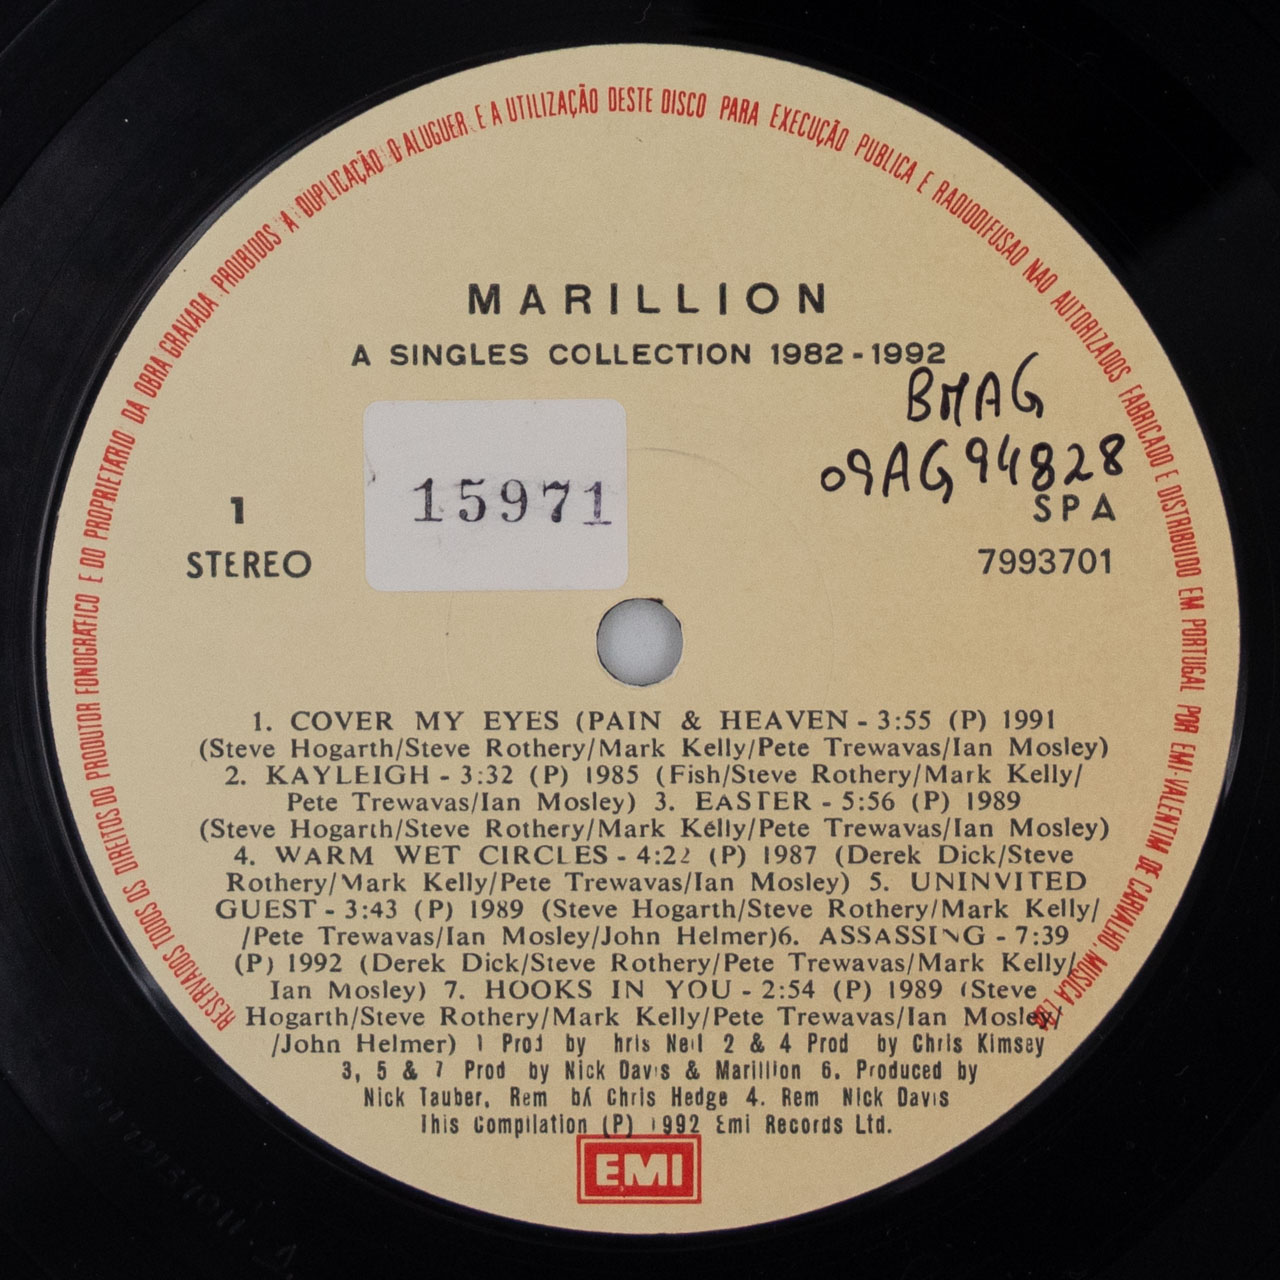 RESERVADOS TODOS OS DIREITOS DO PRODUTOR FONOGRAFICO E DO PROPRIETARIO DA OBRA GRAVADA PROIBIDOS A DUPLICAÇÃO O ALUGUER E A UTILIZAÇÃO DESTE DISCO PARA EXECUÇÃO PUBLICA E RADIODIFUSAO NAO AUTORIZADOS FABRICADO E DISTRIBUIDO EM PORTUGAL POR EMI-VALENTIM DE CARVALHO, MUSICA
MARILLION
A SINGLES COLLECTION 1982-1992
BMAG
09AG94828
15971
1
SPA
STEREO
7993701
1. COVER MY EYES (PAIN & HEAVEN - 3:55 (P) 1991
(Steve Hogarth/Steve Rothery/Mark Kelly/Pete Trewavas/Ian Mosley)
2. KAYLEIGH - 3:32 (P) 1985 (Fish/Steve Rothery/Mark Kelly/
Pete Trewavas/Ian Mosley) 3. EASTER - 5:56 (P) 1989
(Steve Hogarth/Steve Rothery/Mark Kelly/Pete Trewavas/Ian Mosley)
4. WARM WET CIRCLES - 4:22 (P) 1987 (Derek Dick/Steve
Rothery/Mark Kelly/Pete Trewavas/Ian Mosley) 5. UNINVITED
GUEST - 3:43 (P) 1989 (Steve Hogarth/Steve Rothery/Mark Kelly/
/Pete Trewavas/Ian Mosley/John Helmer)6. ASSASSING - 7:39
(P) 1992 (Derek Dick/Steve Rothery/Pete Trewavas/Mark Kelly/
Ian Mosley) 7. HOOKS IN YOU - 2:54 (P) 1989 (Steve
Hogarth/Steve Rothery/Mark Kelly/Pete Trewavas/Ian Mosley/
/John Helmer) 1 Prod by hris Neil 2 & 4 Prod by Chris Kimsey
3, 5 & 7 Prod by Nick Davis & Marillion 6. Produced by
Nick Tauber, Rem by Chris Hedge 4. Rem Nick Davis
This Compilation (P) 1992 Emi Records Ltd.
EMI